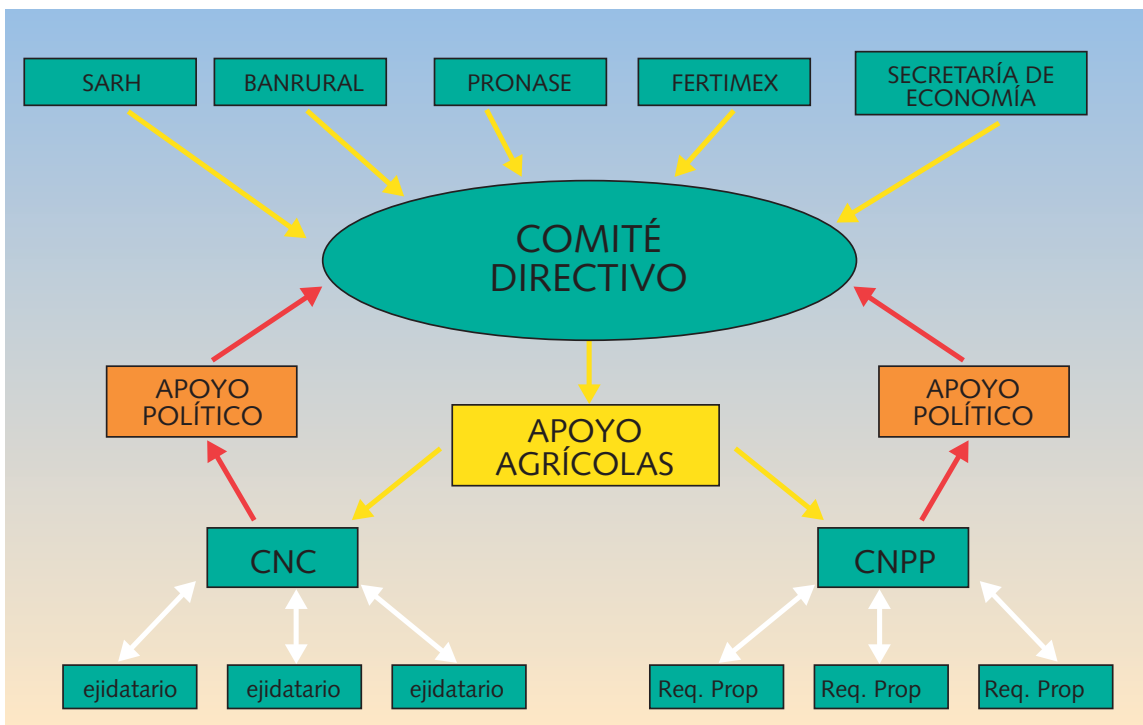 SARH
BANRURAL
PRONASE
FERTIMEX
SECRETARÍA DE
ECONOMÍA
COMITÉ
DIRECTIVO
APOYO
POLÍTICO
APOYO
AGRÍCOLAS
APOYO
POLÍTICO
CNC
CNPP
ejidatario
ejidatario
ejidatario
Req. Prop
Req. Prop
Req. Prop